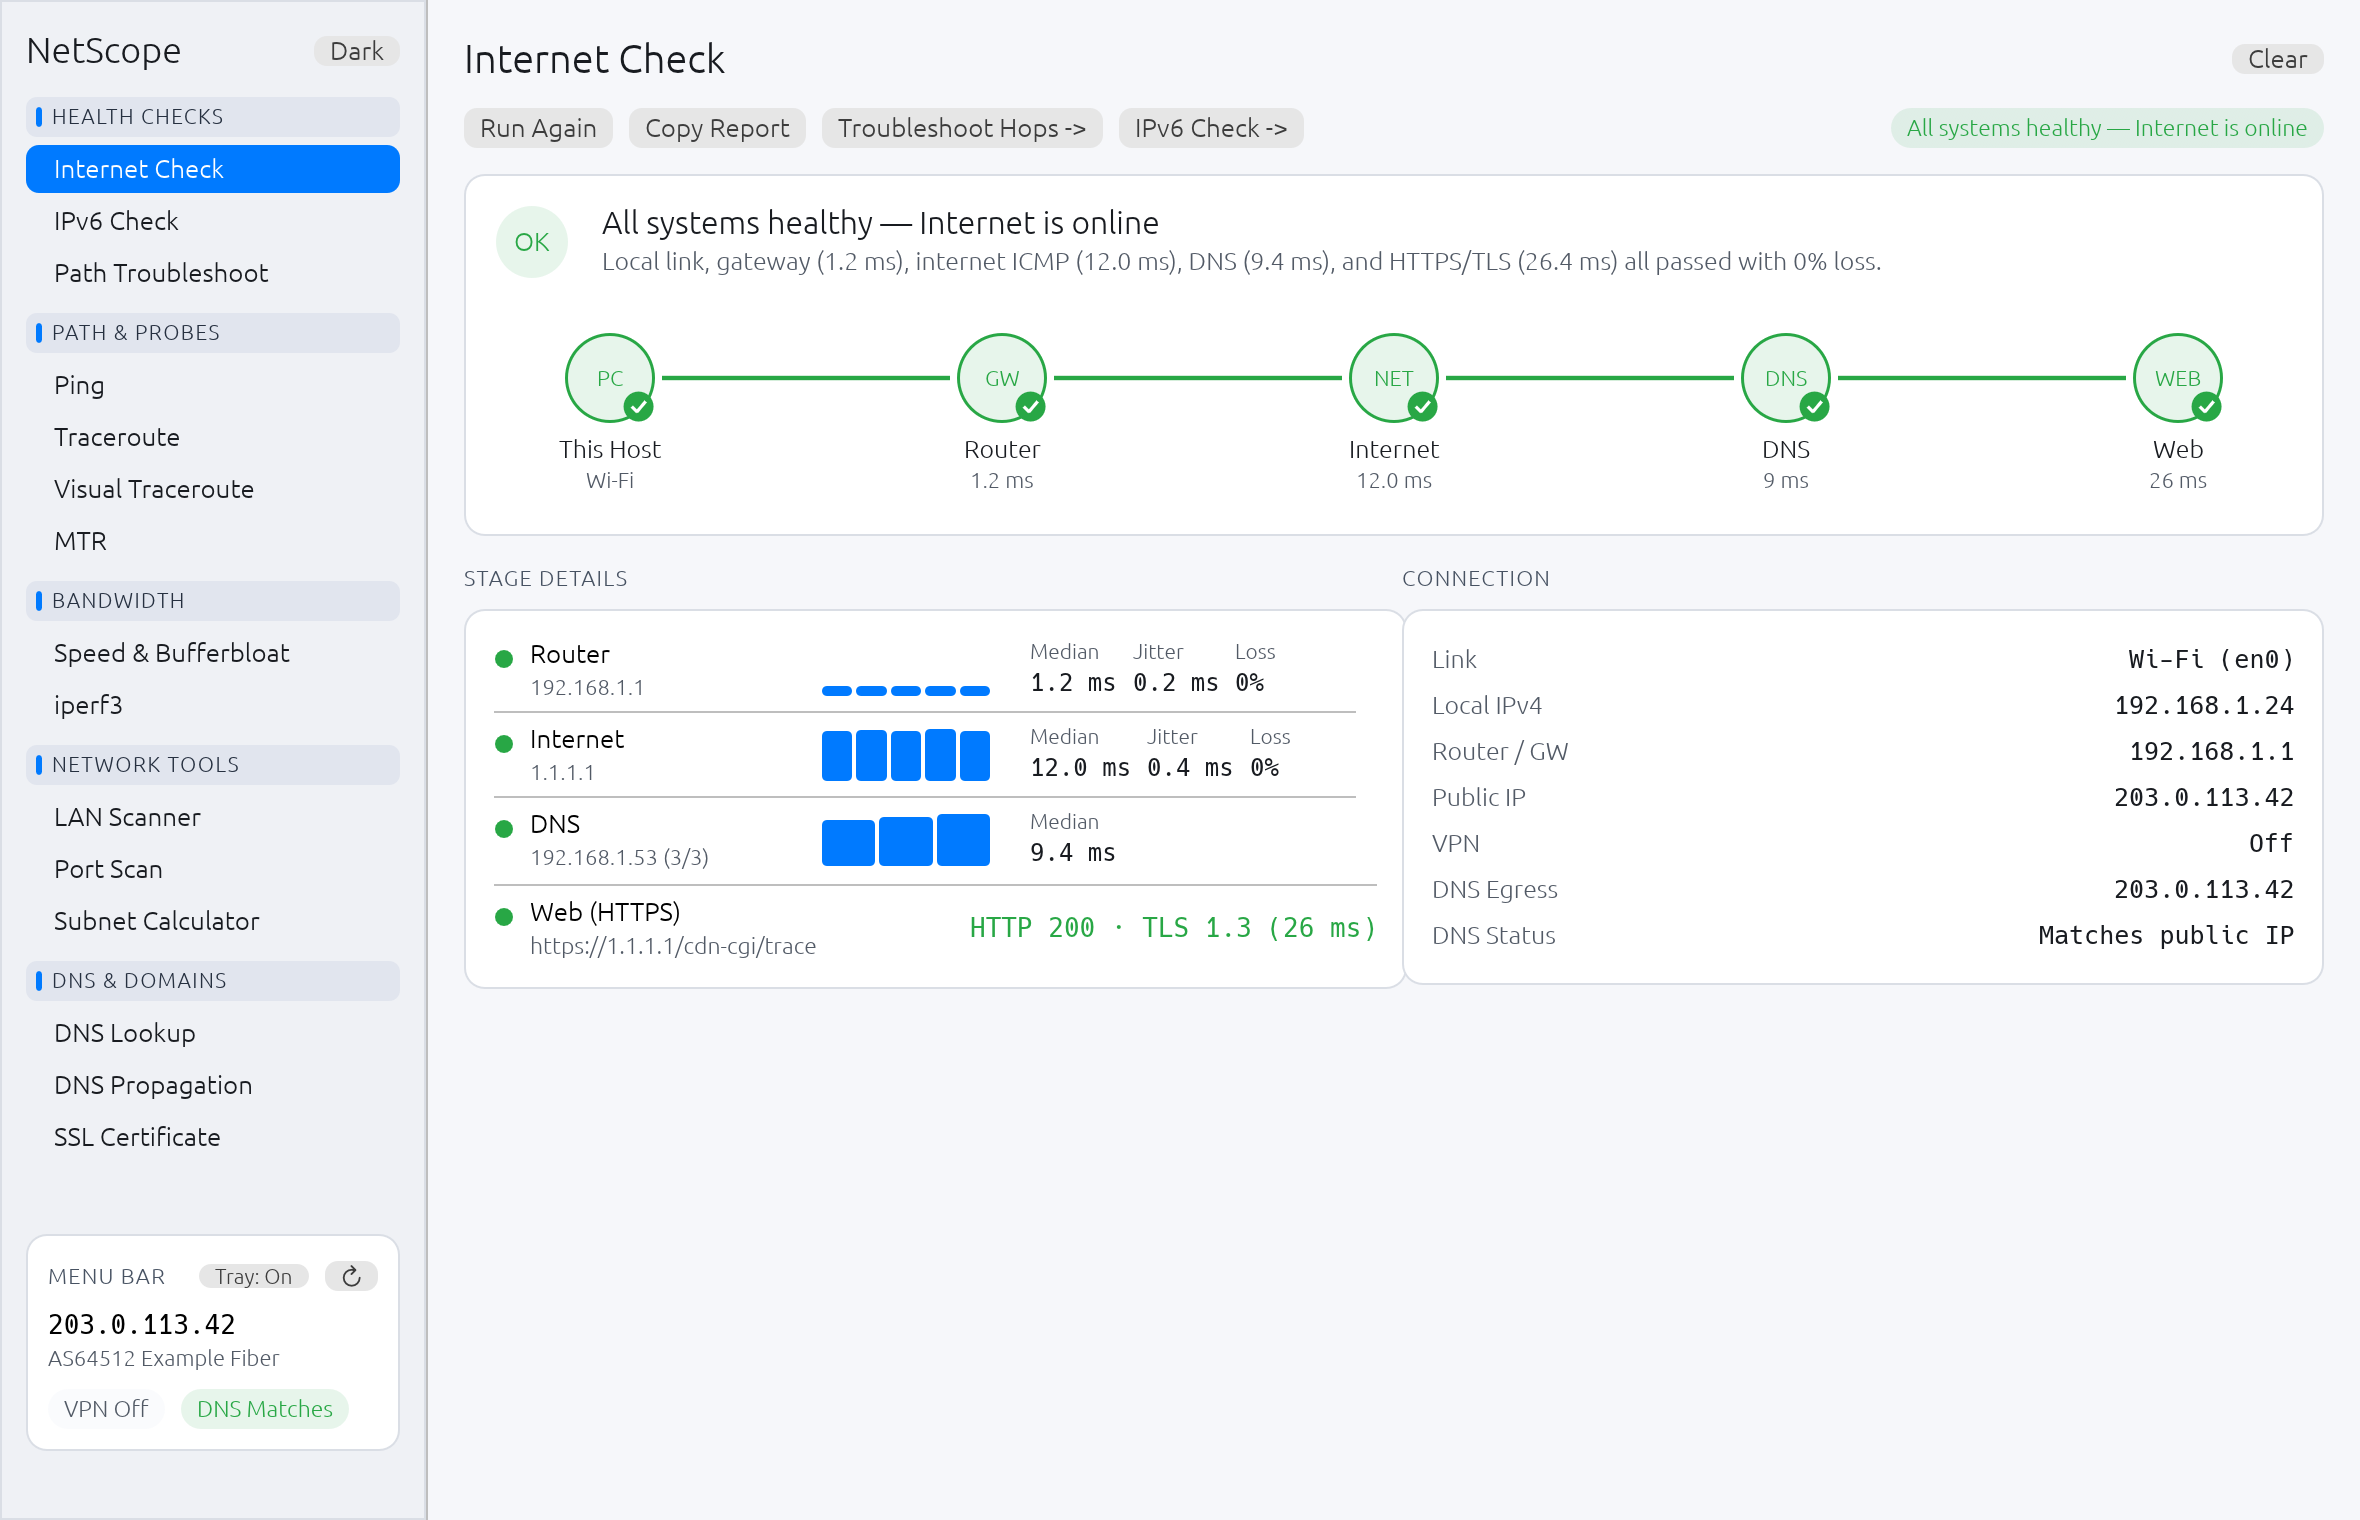 NetScope
Dark
HEALTH CHECKS
Internet Check
IPv6 Check
Path Troubleshoot
PATH & PROBES
Ping
Traceroute
Visual Traceroute
MTR
BANDWIDTH
Speed & Bufferbloat
iperf3
NETWORK TOOLS
LAN Scanner
Port Scan
Subnet Calculator
DNS & DOMAINS
DNS Lookup
DNS Propagation
SSL Certificate
MENU BAR Tray: On
203.0.113.42
AS64512 Example Fiber
VPN Off DNS Matches
Internet Check
Clear
Run Again Copy Report Troubleshoot Hops -> IPv6 Check ->
All systems healthy — Internet is online
OK
All systems healthy — Internet is online
Local link, gateway (1.2 ms), internet ICMP (12.0 ms), DNS (9.4 ms), and HTTPS/TLS (26.4 ms) all passed with 0% loss.
PC GW NET DNS WEB
This Host Router Internet DNS Web
Wi-Fi 1.2 ms 12.0 ms 9 ms 26 ms
STAGE DETAILS
Router Median Jitter Loss
192.168.1.1 1.2 ms 0.2 ms 0%
Internet Median Jitter Loss
1.1.1.1 12.0 ms 0.4 ms 0%
DNS Median
192.168.1.53 (3/3) 9.4 ms
Web (HTTPS)
HTTP 200 · TLS 1.3 (26 ms)
https://1.1.1.1/cdn-cgi/trace
CONNECTION
Link Wi-Fi (en0)
Local IPv4 192.168.1.24
Router / GW 192.168.1.1
Public IP 203.0.113.42
VPN Off
DNS Egress 203.0.113.42
DNS Status Matches public IP